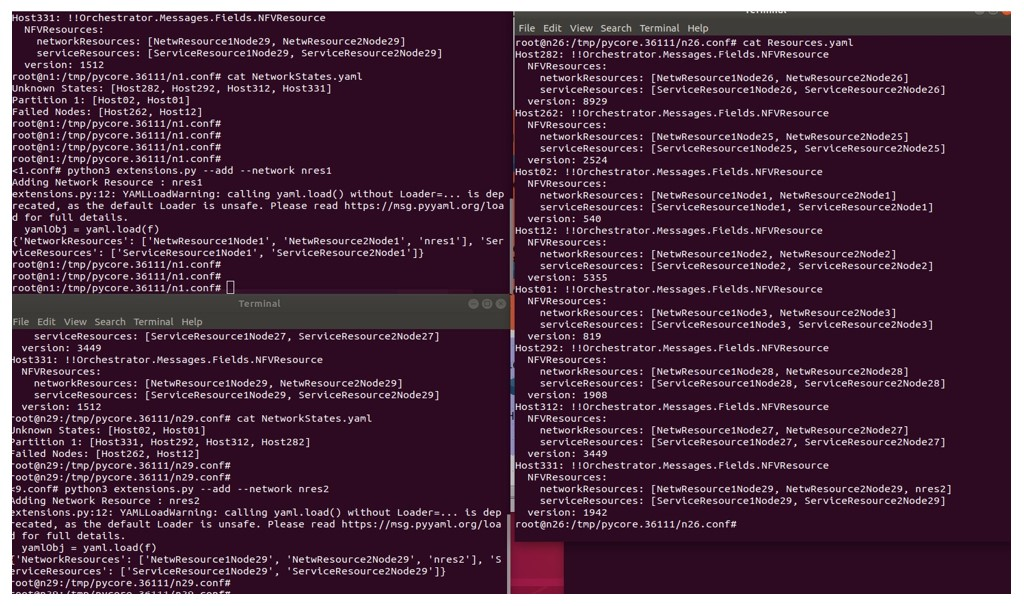 Host331: !!Orchestrator.Messages.Fields.NFVResource
  NFVResources:
    networkResources: [NetwResource1Node29, NetwResource2Node29]
    serviceResources: [ServiceResource1Node29, ServiceResource2Node29]
  version: 1512
root@n1:/tmp/pycore.36111/n1.conf# cat NetworkStates.yaml
Unknown States: [Host282, Host292, Host312, Host331]
Partition 1: [Host02, Host01]
Failed Nodes: [Host262, Host12]
root@n1:/tmp/pycore.36111/n1.conf#
root@n1:/tmp/pycore.36111/n1.conf#
root@n1:/tmp/pycore.36111/n1.conf#
root@n1:/tmp/pycore.36111/n1.conf#
<1.conf# python3 extensions.py --add --network nres1
Adding Network Resource : nres1
extensions.py:12: YAMLLoadWarning: calling yaml.load() without Loader=... is dep
recated, as the default Loader is unsafe. Please read https://msg.pyyaml.org/loa
d for full details.
  yamlObj = yaml.load(f)
{'NetworkResources': ['NetwResource1Node1', 'NetwResource2Node1', 'nres1'], 'Ser
viceResources': ['ServiceResource1Node1', 'ServiceResource2Node1']}
root@n1:/tmp/pycore.36111/n1.conf#
root@n1:/tmp/pycore.36111/n1.conf#
root@n1:/tmp/pycore.36111/n1.conf#
Terminal
File Edit View Search Terminal Help
    serviceResources: [ServiceResource1Node27, ServiceResource2Node27]
  version: 3449
Host331: !!Orchestrator.Messages.Fields.NFVResource
  NFVResources:
    networkResources: [NetwResource1Node29, NetwResource2Node29]
    serviceResources: [ServiceResource1Node29, ServiceResource2Node29]
  version: 1512
root@n29:/tmp/pycore.36111/n29.conf# cat NetworkStates.yaml
Unknown States: [Host02, Host01]
Partition 1: [Host331, Host292, Host312, Host282]
Failed Nodes: [Host262, Host12]
root@n29:/tmp/pycore.36111/n29.conf#
root@n29:/tmp/pycore.36111/n29.conf#
<9.conf# python3 extensions.py --add --network nres2
Adding Network Resource : nres2
extensions.py:12: YAMLLoadWarning: calling yaml.load() without Loader=... is dep
recated, as the default Loader is unsafe. Please read https://msg.pyyaml.org/loa
d for full details.
  yamlObj = yaml.load(f)
{'NetworkResources': ['NetwResource1Node29', 'NetwResource2Node29', 'nres2'], 'S
erviceResources': ['ServiceResource1Node29', 'ServiceResource2Node29']}
root@n29:/tmp/pycore.36111/n29.conf#
root@n29:/tmp/pycore.36111/n29.conf#
Terminal
File Edit View Search Terminal Help
root@n26:/tmp/pycore.36111/n26.conf# cat Resources.yaml
Host282: !!Orchestrator.Messages.Fields.NFVResource
  NFVResources:
    networkResources: [NetwResource1Node26, NetwResource2Node26]
    serviceResources: [ServiceResource1Node26, ServiceResource2Node26]
  version: 8929
Host262: !!Orchestrator.Messages.Fields.NFVResource
  NFVResources:
    networkResources: [NetwResource1Node25, NetwResource2Node25]
    serviceResources: [ServiceResource1Node25, ServiceResource2Node25]
  version: 2524
Host02: !!Orchestrator.Messages.Fields.NFVResource
  NFVResources:
    networkResources: [NetwResource1Node1, NetwResource2Node1]
    serviceResources: [ServiceResource1Node1, ServiceResource2Node1]
  version: 540
Host12: !!Orchestrator.Messages.Fields.NFVResource
  NFVResources:
    networkResources: [NetwResource1Node2, NetwResource2Node2]
    serviceResources: [ServiceResource1Node2, ServiceResource2Node2]
  version: 5355
Host01: !!Orchestrator.Messages.Fields.NFVResource
  NFVResources:
    networkResources: [NetwResource1Node3, NetwResource2Node3]
    serviceResources: [ServiceResource1Node3, ServiceResource2Node3]
  version: 819
Host292: !!Orchestrator.Messages.Fields.NFVResource
  NFVResources:
    networkResources: [NetwResource1Node28, NetwResource2Node28]
    serviceResources: [ServiceResource1Node28, ServiceResource2Node28]
  version: 1908
Host312: !!Orchestrator.Messages.Fields.NFVResource
  NFVResources:
    networkResources: [NetwResource1Node27, NetwResource2Node27]
    serviceResources: [ServiceResource1Node27, ServiceResource2Node27]
  version: 3449
Host331: !!Orchestrator.Messages.Fields.NFVResource
  NFVResources:
    networkResources: [NetwResource1Node29, NetwResource2Node29, nres2]
    serviceResources: [ServiceResource1Node29, ServiceResource2Node29]
  version: 1942
root@n26:/tmp/pycore.36111/n26.conf#